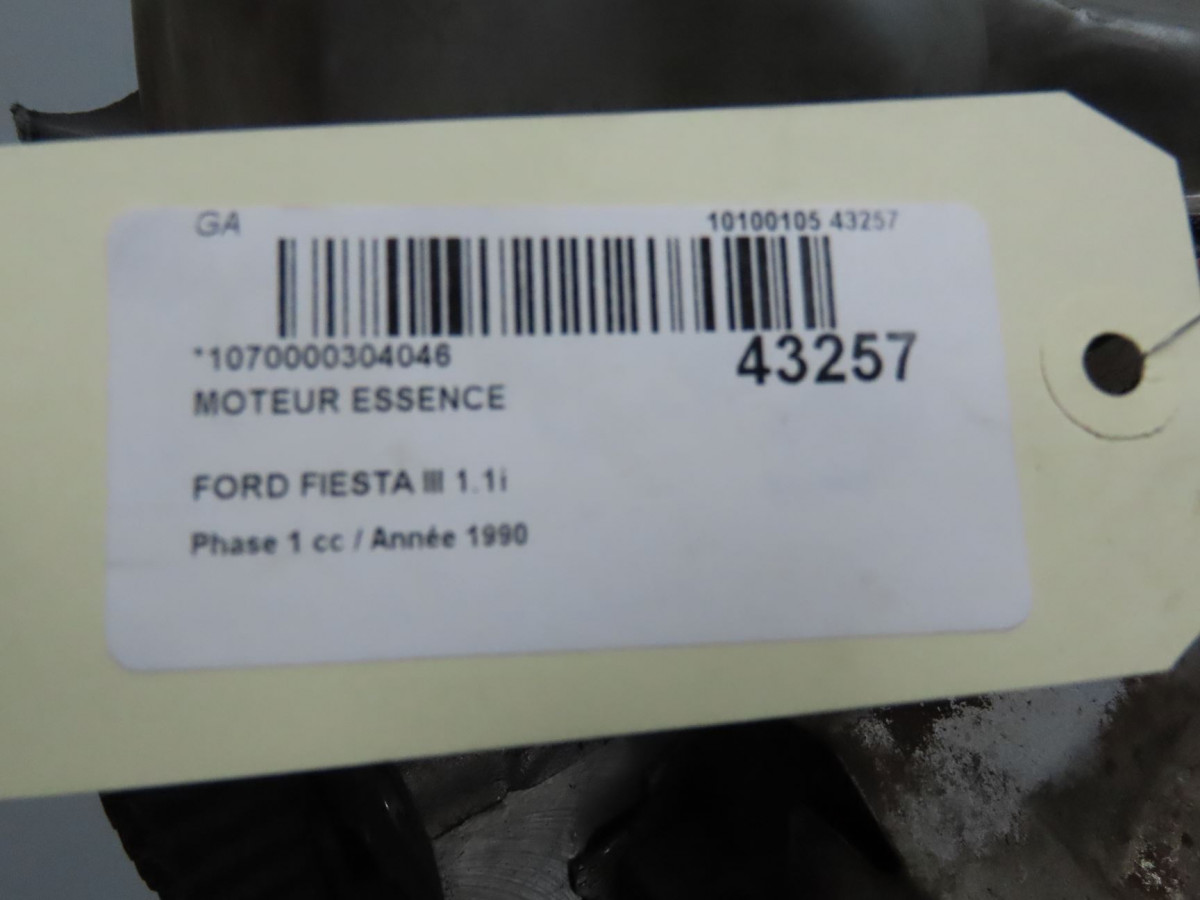 GA 10100105 43257
*1070000304046 43257
MOTEUR ESSENCE
FORD FIESTA III 1.1i
Phase 1 cc / Année 1990